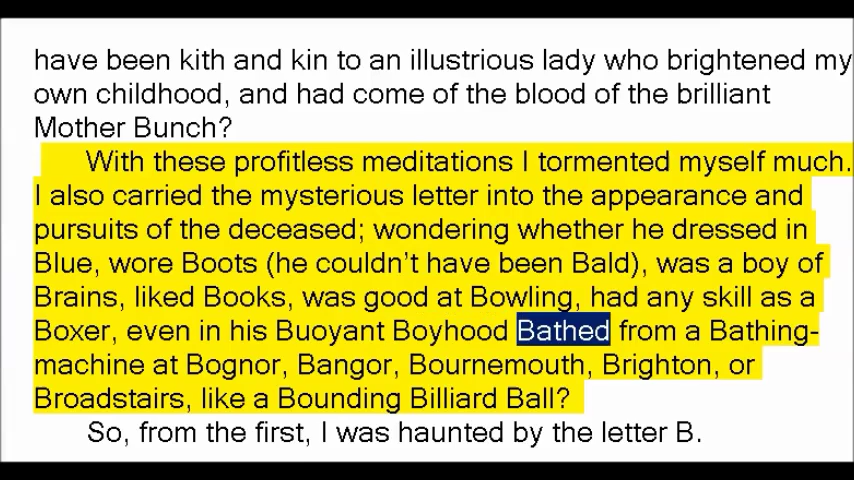 have been kith and kin to an illustrious lady who brightened my
own childhood, and had come of the blood of the brilliant
Mother Bunch?
With these profitless meditations I tormented myself much.
I also carried the mysterious letter into the appearance and
pursuits of the deceased; wondering whether he dressed in
Blue, wore Boots (he couldn’t have been Bald), was a boy of
Brains, liked Books, was good at Bowling, had any skill as a
Boxer, even in his Buoyant Boyhood Bathed from a Bathing-
machine at Bognor, Bangor, Bournemouth, Brighton, or
Broadstairs, like a Bounding Billiard Ball?
So, from the first, I was haunted by the letter B.